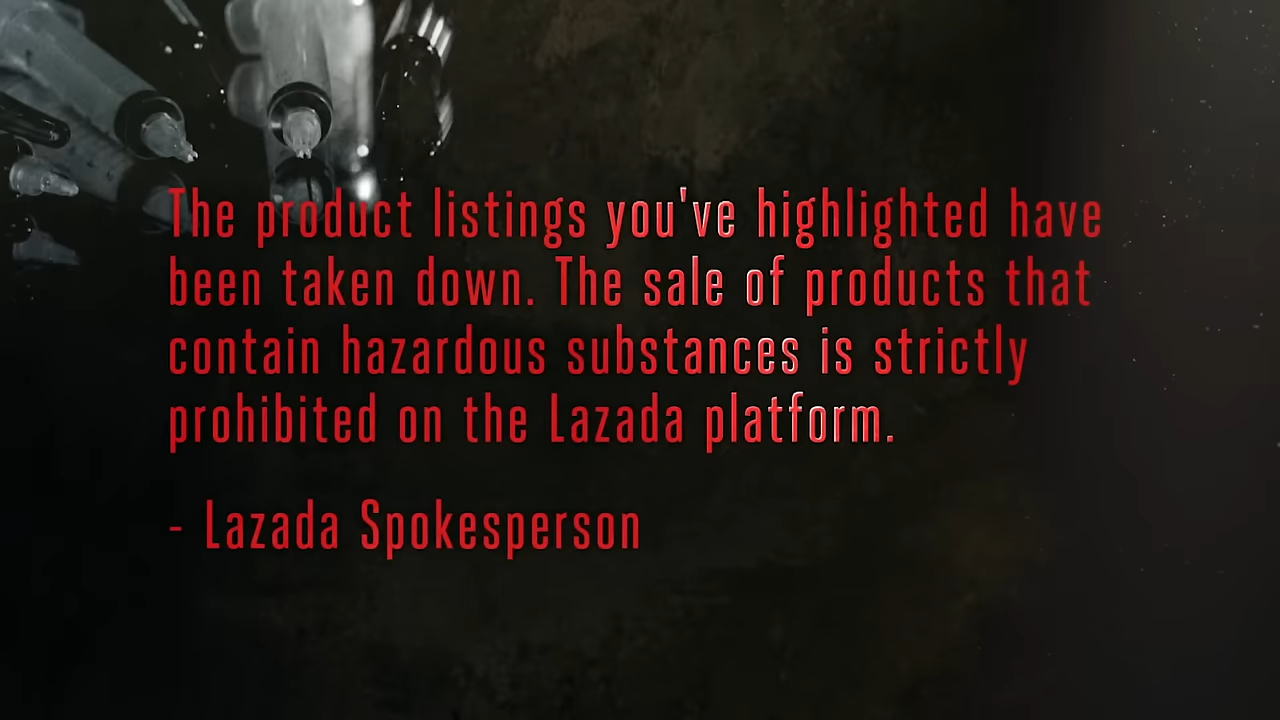 The product listings you've highlighted have
been taken down. The sale of products that
contain hazardous substances is strictly
prohibited on the Lazada platform.
- Lazada Spokesperson